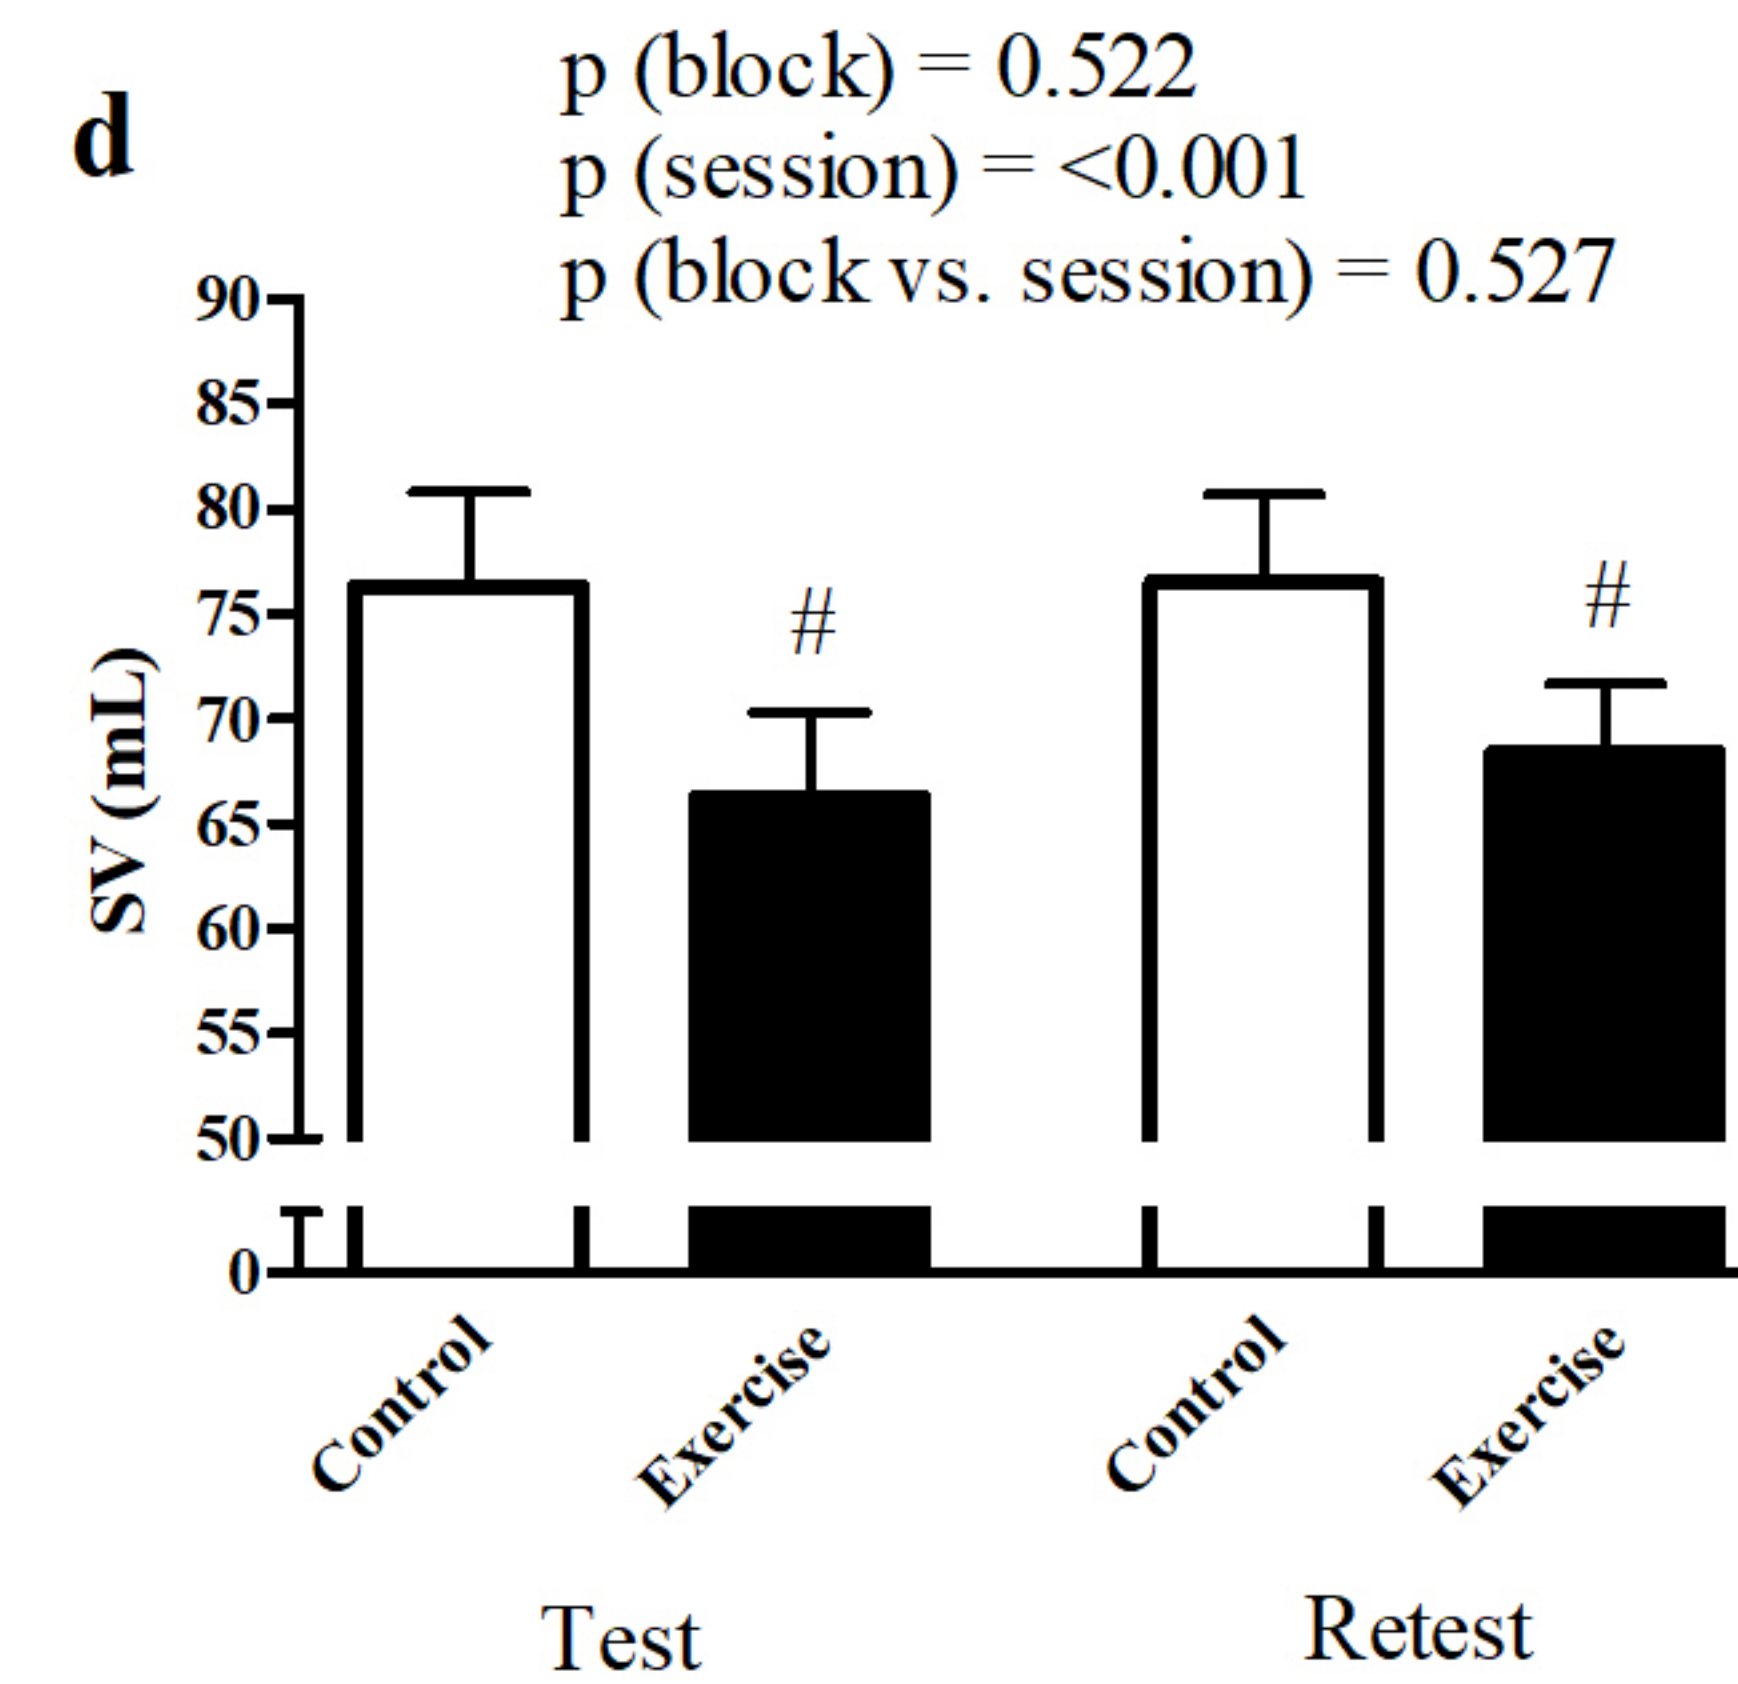 d
p (block) = 0.522
p (session) = <0.001
p (block vs. session) = 0.527
90
85
80
75
70
65
60
55
50
0
SV (mL)
#
#
Control
Exercise
Control
Exercise
Test
Retest